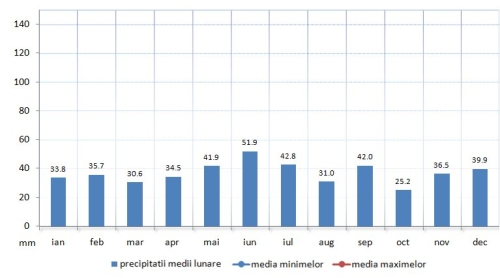 140
120
100
80
60
40
20
0
33.8 35.7 30.6 34.5 41.9 51.9 42.8 31.0 42.0 25.2 36.5 39.9
mm ian feb mar apr mai iun iul aug sep oct nov dec
precipitatii medii lunare media minimelor media maximelor